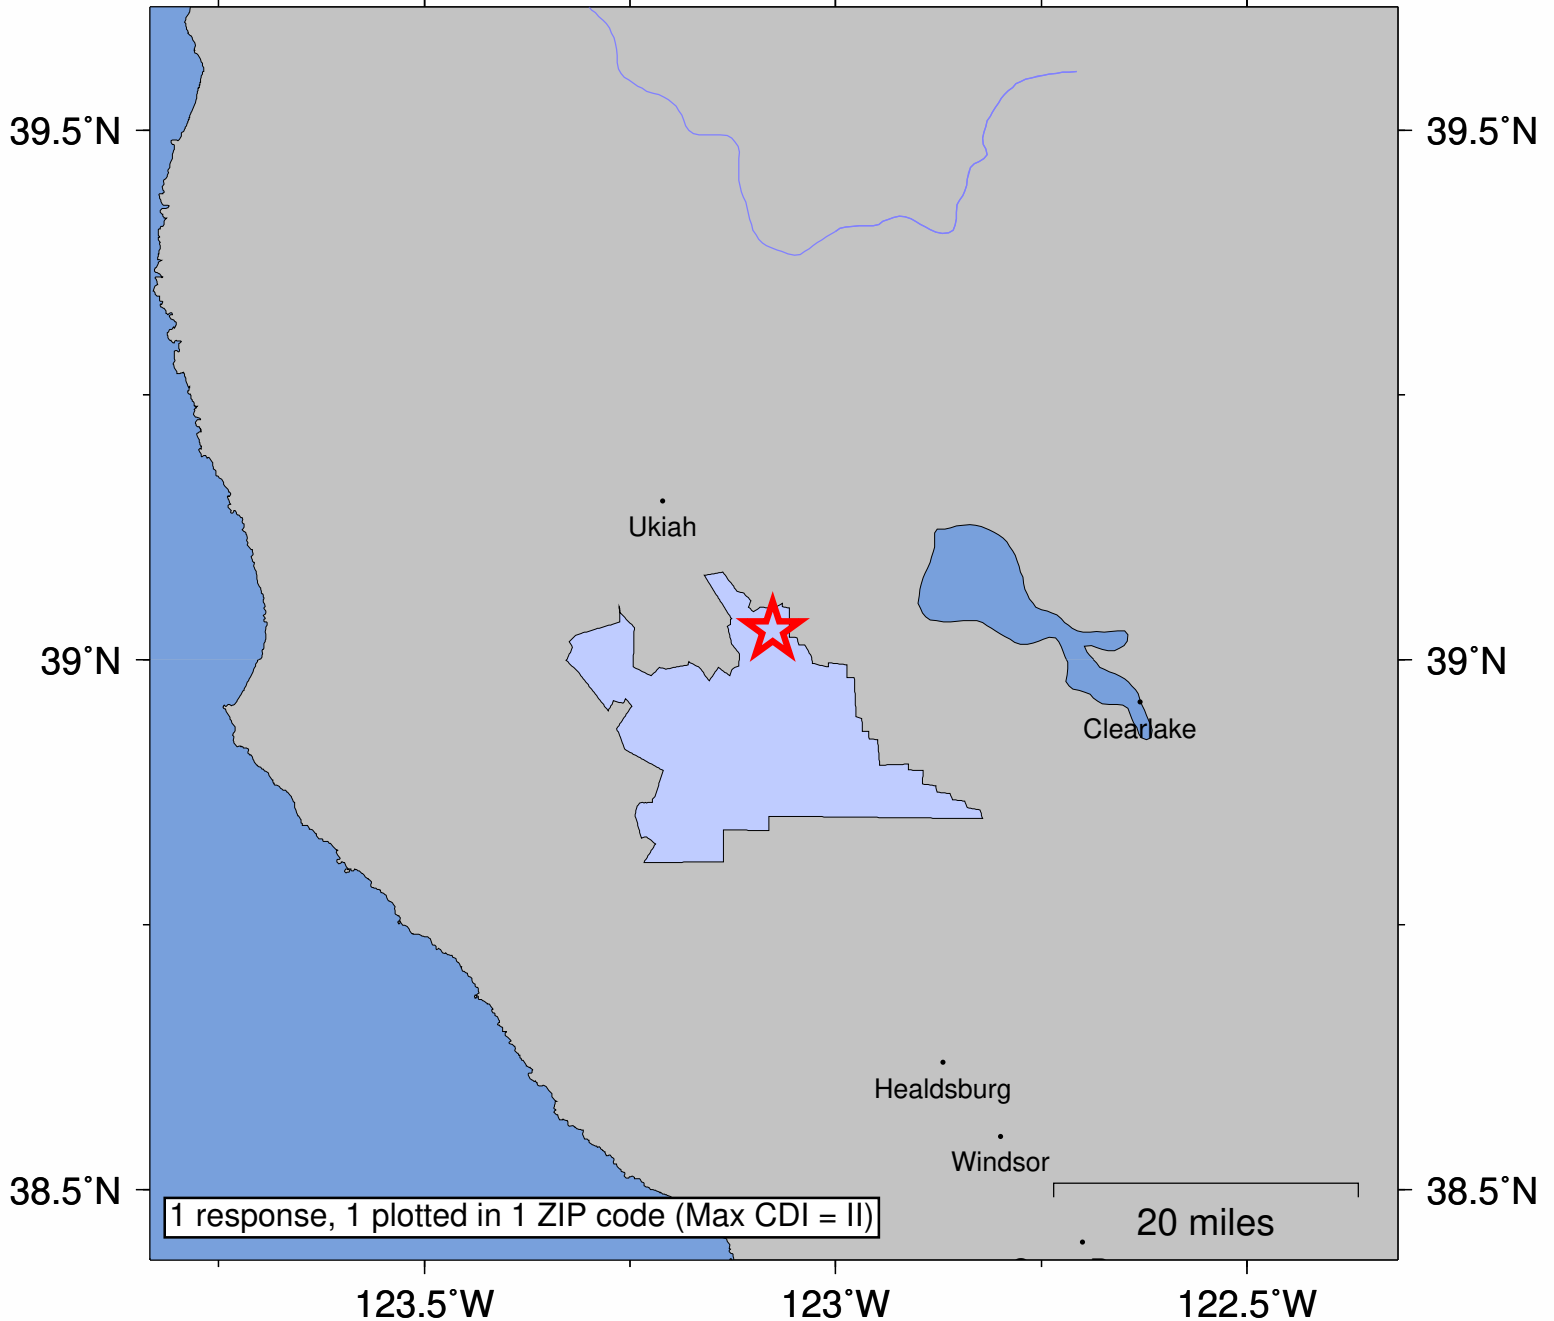 39.5˚N
39.5˚N
Ukiah
39˚N
39˚N
Clearlake
Healdsburg
Windsor
38.5˚N
38.5˚N
1 response, 1 plotted in 1 ZIP code (Max CDI = II)
20 miles
123.5˚W
123˚W
122.5˚W